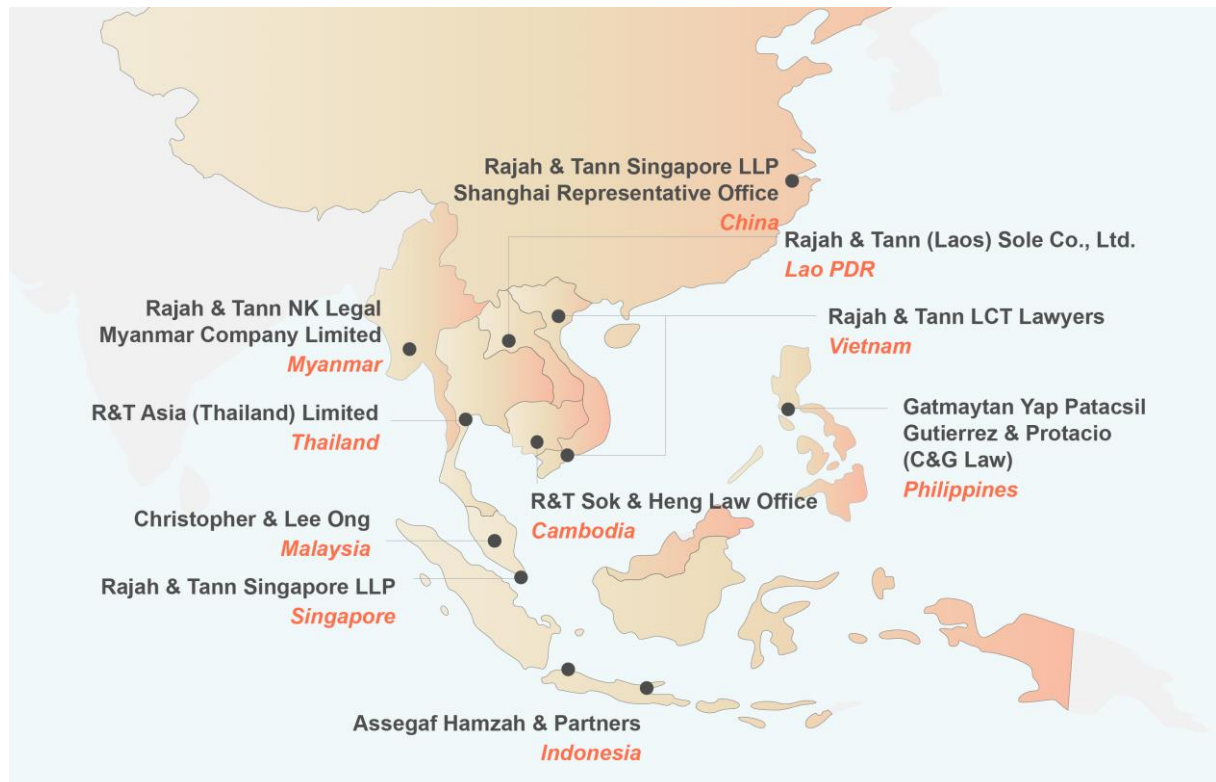 Rajah & Tann Singapore LLP
Shanghai Representative Office
China
Rajah & Tann (Laos) Sole Co., Ltd.
Lao PDR
Rajah & Tann NK Legal
Myanmar Company Limited
Myanmar
Rajah & Tann LCT Lawyers
Vietnam
R&T Asia (Thailand) Limited
Thailand
Gatmaytan Yap Patacsil
Gutierrez & Protacio
(C&G Law)
Philippines
R&T Sok & Heng Law Office
Cambodia
Christopher & Lee Ong
Malaysia
Rajah & Tann Singapore LLP
Singapore
Assegaf Hamzah & Partners
Indonesia